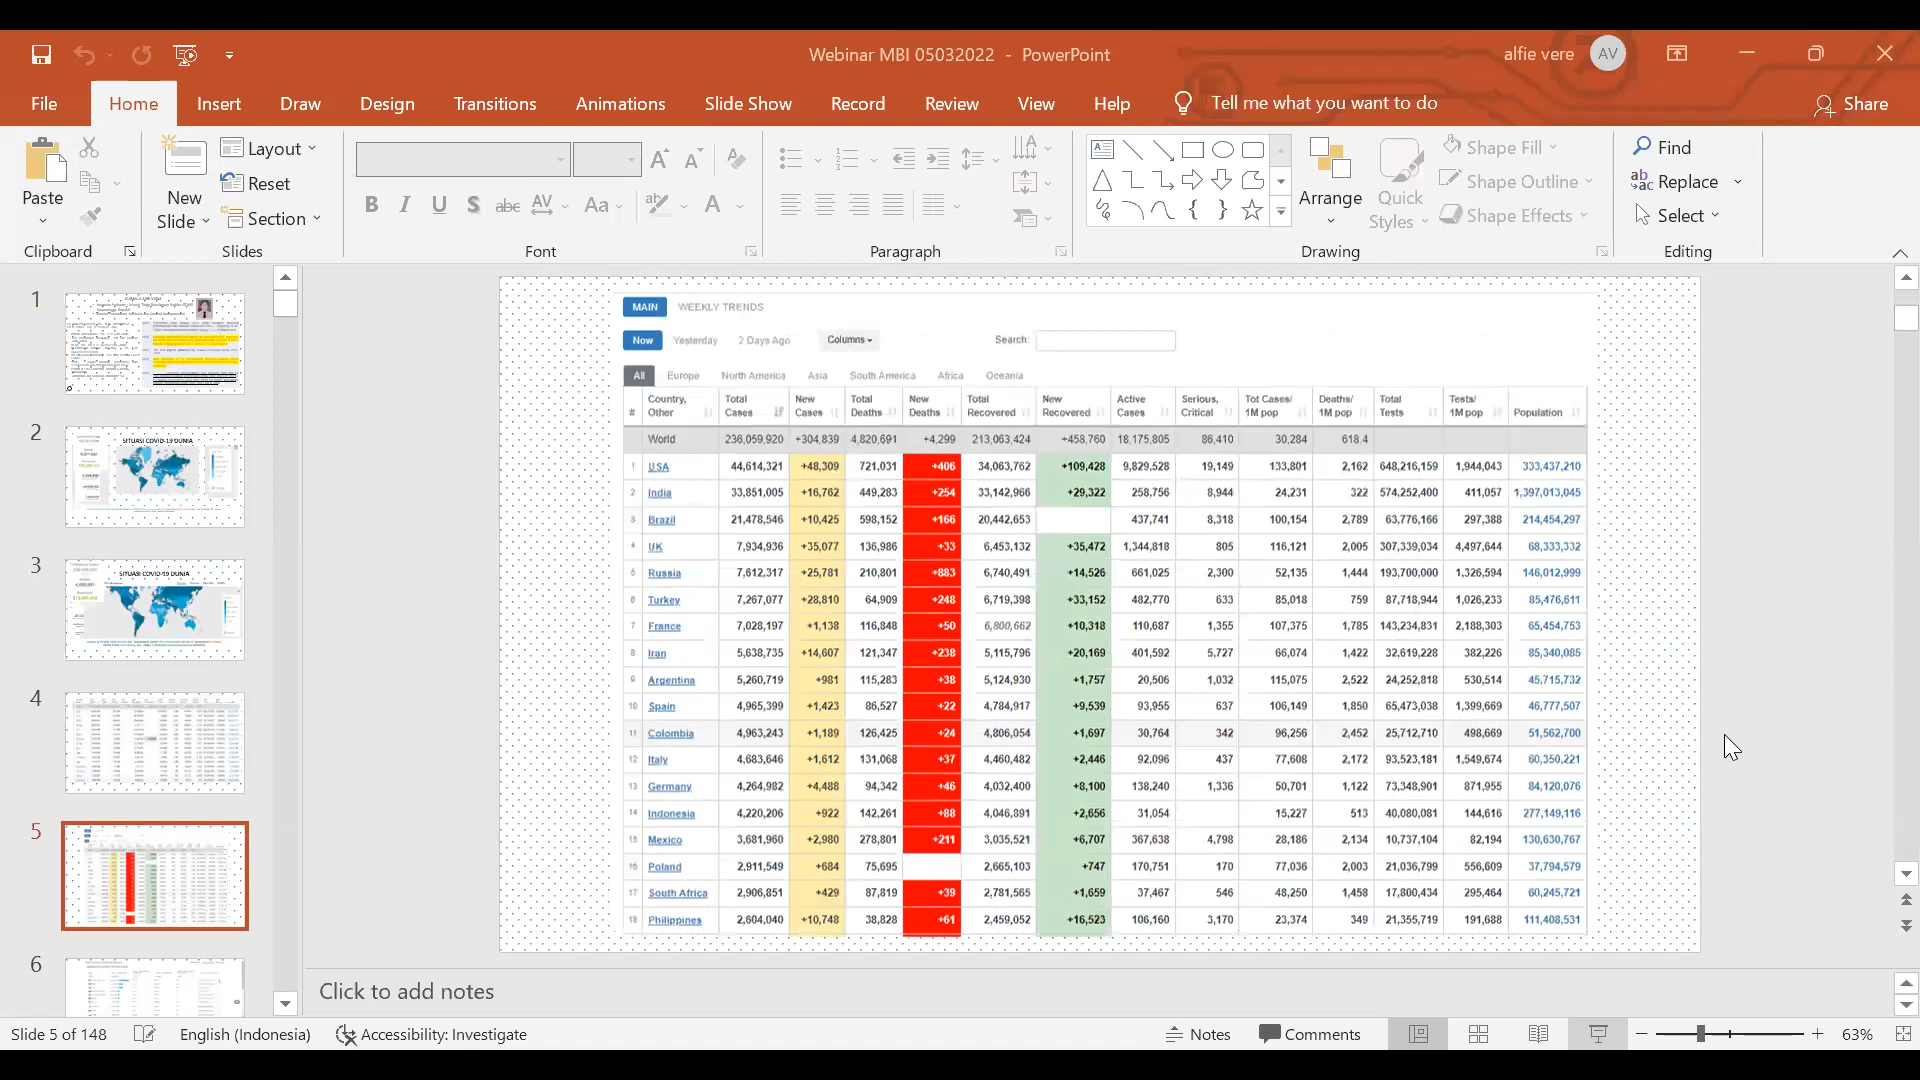 Webinar MBI 05032022 - PowerPoint
alfie vere AV
File Home Insert Draw Design Transitions Animations Slide Show Record Review View Help Tell me what you want to do Share
Paste
New Slide
Layout
Reset
Section
Arrange
Quick Styles
Shape Fill
Shape Outline
Shape Effects
Find
Replace
Select
Clipboard Slides Font Paragraph Drawing Editing
1
2
SITUASI COVID-19 DUNIA
3
SITUASI COVID-19 DUNIA
4
5
6
MAIN WEEKLY TRENDS
Now Yesterday 2 Days Ago Columns Search:
All Europe North America Asia South America Africa Oceania
# Country, Other Total Cases New Cases Total Deaths New Deaths Total Recovered New Recovered Active Cases Serious, Critical Tot Cases/ 1M pop Deaths/ 1M pop Total Tests Tests/ 1M pop Population
World 236,059,920 +304,839 4,820,691 +4,299 213,063,424 +458,760 18,175,805 86,410 30,284 618.4
1 USA 44,614,321 +48,309 721,031 +406 34,063,762 +109,428 9,829,528 19,149 133,801 2,162 648,216,159 1,944,043 333,437,210
2 India 33,851,005 +16,762 449,283 +254 33,142,966 +29,322 258,756 8,944 24,231 322 574,252,400 411,057 1,397,013,045
3 Brazil 21,478,546 +10,425 598,152 +166 20,442,653 437,741 8,318 100,154 2,789 63,776,166 297,388 214,454,297
4 UK 7,934,936 +35,077 136,986 +33 6,453,132 +35,472 1,344,818 805 116,121 2,005 307,339,034 4,497,644 68,333,332
5 Russia 7,612,317 +25,781 210,801 +883 6,740,491 +14,526 661,025 2,300 52,135 1,444 193,700,000 1,326,594 146,012,999
6 Turkey 7,267,077 +28,810 64,909 +248 6,719,398 +33,152 482,770 633 85,018 759 87,718,944 1,026,233 85,476,611
7 France 7,028,197 +1,138 116,848 +50 6,800,662 +10,318 110,687 1,355 107,375 1,785 143,234,831 2,188,303 65,454,753
8 Iran 5,638,735 +14,607 121,347 +238 5,115,796 +20,169 401,592 5,727 66,074 1,422 32,619,228 382,226 85,340,085
9 Argentina 5,260,719 +981 115,283 +38 5,124,930 +1,757 20,506 1,032 115,075 2,522 24,252,818 530,514 45,715,732
10 Spain 4,965,399 +1,423 86,527 +22 4,784,917 +9,539 93,955 637 106,149 1,850 65,473,038 1,399,669 46,777,507
11 Colombia 4,963,243 +1,189 126,425 +24 4,806,054 +1,697 30,764 342 96,256 2,452 25,712,710 498,669 51,562,700
12 Italy 4,683,646 +1,612 131,068 +37 4,460,482 +2,446 92,096 437 77,608 2,172 93,523,181 1,549,674 60,350,221
13 Germany 4,264,982 +4,488 94,342 +46 4,032,400 +8,100 138,240 1,336 50,701 1,122 73,348,901 871,955 84,120,076
14 Indonesia 4,220,206 +922 142,261 +88 4,046,891 +2,656 31,054 15,227 513 40,080,081 144,616 277,149,116
15 Mexico 3,681,960 +2,980 278,801 +211 3,035,521 +6,707 367,638 4,798 28,186 2,134 10,737,104 82,194 130,630,767
16 Poland 2,911,549 +684 75,695 2,665,103 +747 170,751 170 77,036 2,003 21,036,799 556,609 37,794,579
17 South Africa 2,906,851 +429 87,819 +39 2,781,565 +1,659 37,467 546 48,250 1,458 17,800,434 295,464 60,245,721
18 Philippines 2,604,040 +10,748 38,828 +61 2,459,052 +16,523 106,160 3,170 23,374 349 21,355,719 191,688 111,408,531
Click to add notes
Slide 5 of 148 English (Indonesia) Accessibility: Investigate Notes Comments 63%